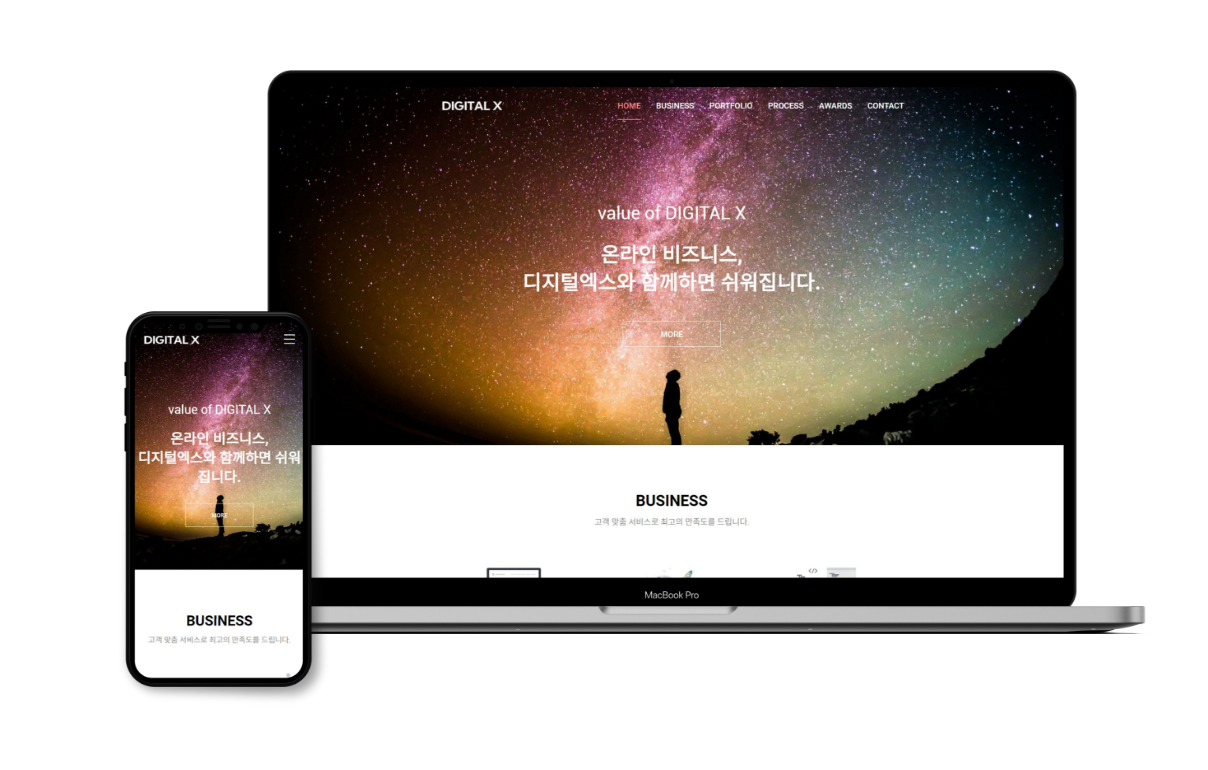 DIGITAL X
HOME BUSINESS PORTFOLIO PROCESS AWARDS CONTACT
value of DIGITAL X
온라인 비즈니스,
디지털엑스와 함께하면 쉬워집니다.
MORE
BUSINESS
고객 맞춤 서비스로 최고의 만족도를 드립니다.
</>
MacBook Pro
DIGITAL X
value of DIGITAL X
온라인 비즈니스,
디지털엑스와 함께하면 쉬워
집니다.
MORE
BUSINESS
고객 맞춤 서비스로 최고의 만족도를 드립니다.